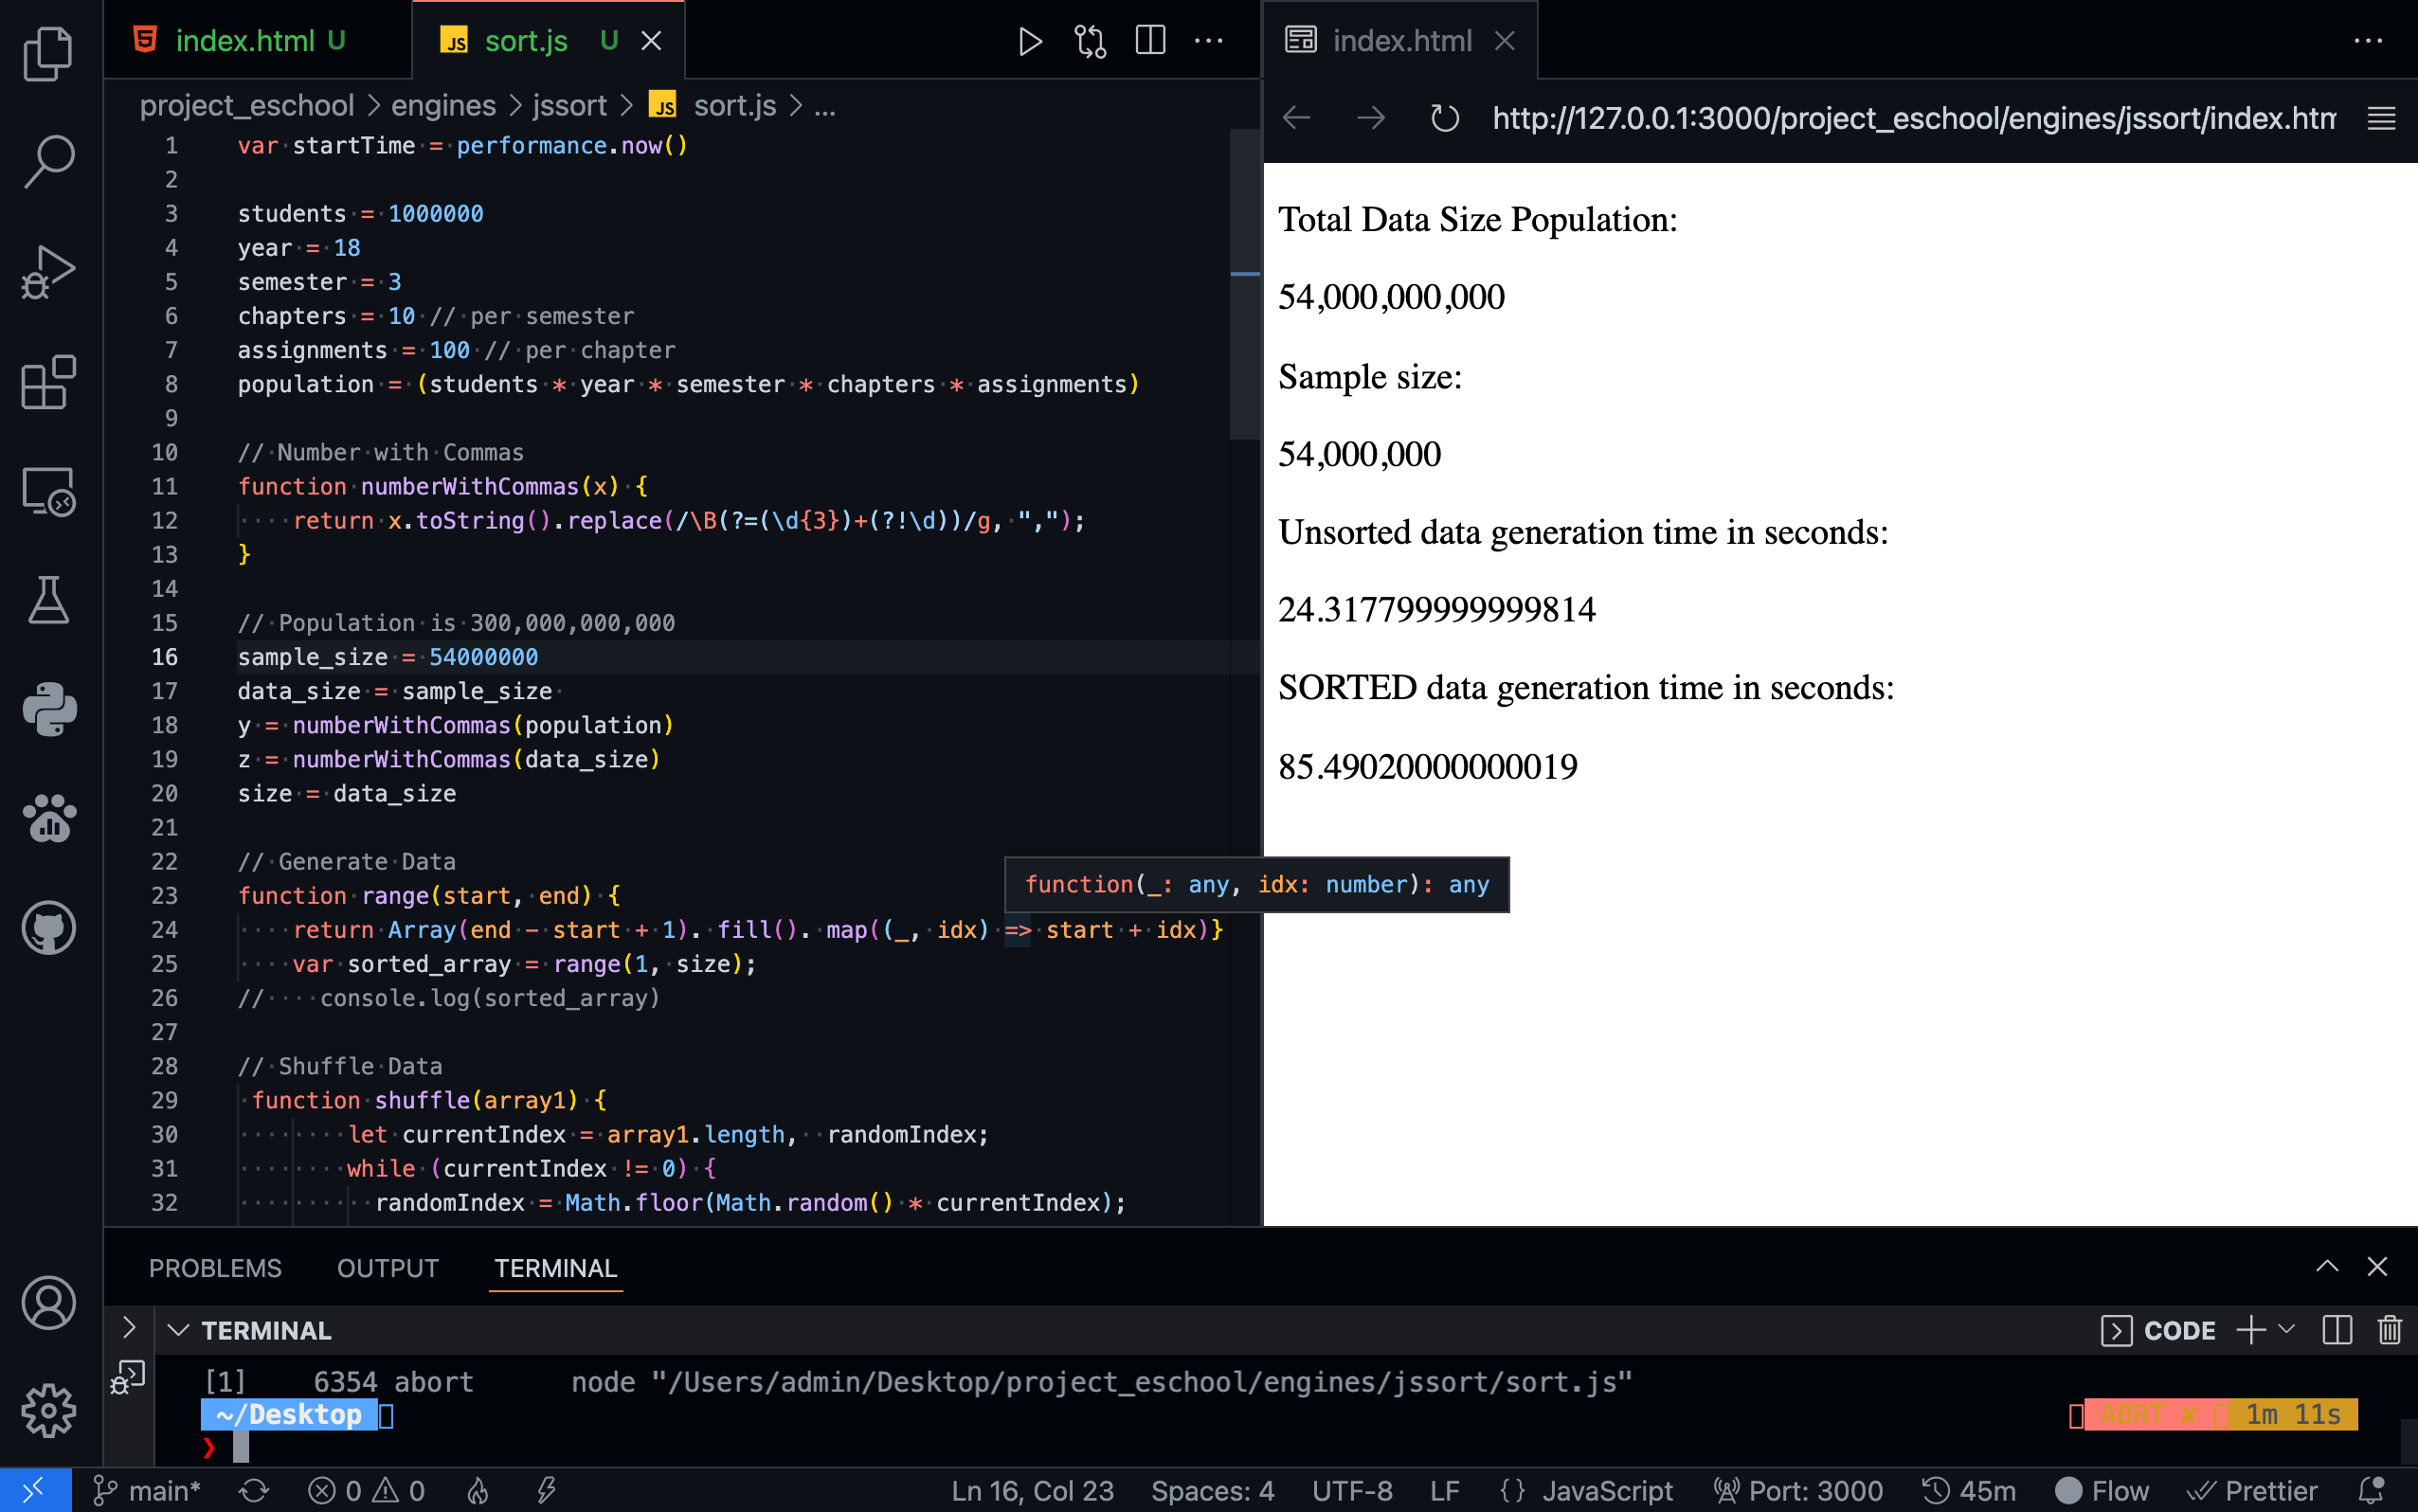 index.html U
JS sort.js U
index.html
project_eschool > engines > jssort > JS sort.js > ...
http://127.0.0.1:3000/project_eschool/engines/jssort/index.htm
1 var startTime = performance.now()
2
3 students = 1000000
4 year = 18
5 semester = 3
6 chapters = 10 // per semester
7 assignments = 100 // per chapter
8 population = (students * year * semester * chapters * assignments)
9
10 // Number with Commas
11 function numberWithCommas(x) {
12 return x.toString().replace(/\B(?=(\d{3})+(?!\d))/g, ",");
13 }
14
15 // Population is 300,000,000,000
16 sample_size = 54000000
17 data_size = sample_size
18 y = numberWithCommas(population)
19 z = numberWithCommas(data_size)
20 size = data_size
21
22 // Generate Data
23 function range(start, end) {
24 return Array(end - start + 1). fill(). map((_, idx) => start + idx)}
25 var sorted_array = range(1, size);
26 // console.log(sorted_array)
27
28 // Shuffle Data
29 function shuffle(array1) {
30 let currentIndex = array1.length, randomIndex;
31 while (currentIndex != 0) {
32 randomIndex = Math.floor(Math.random() * currentIndex);
function(_: any, idx: number): any
Total Data Size Population:
54,000,000,000
Sample size:
54,000,000
Unsorted data generation time in seconds:
24.317799999999814
SORTED data generation time in seconds:
85.49020000000019
PROBLEMS OUTPUT TERMINAL
TERMINAL CODE
[1] 6354 abort node "/Users/admin/Desktop/project_eschool/engines/jssort/sort.js"
~/Desktop ABRT ✘ 1m 11s
❯
main* 0 0 Ln 16, Col 23 Spaces: 4 UTF-8 LF {} JavaScript Port: 3000 45m Flow Prettier